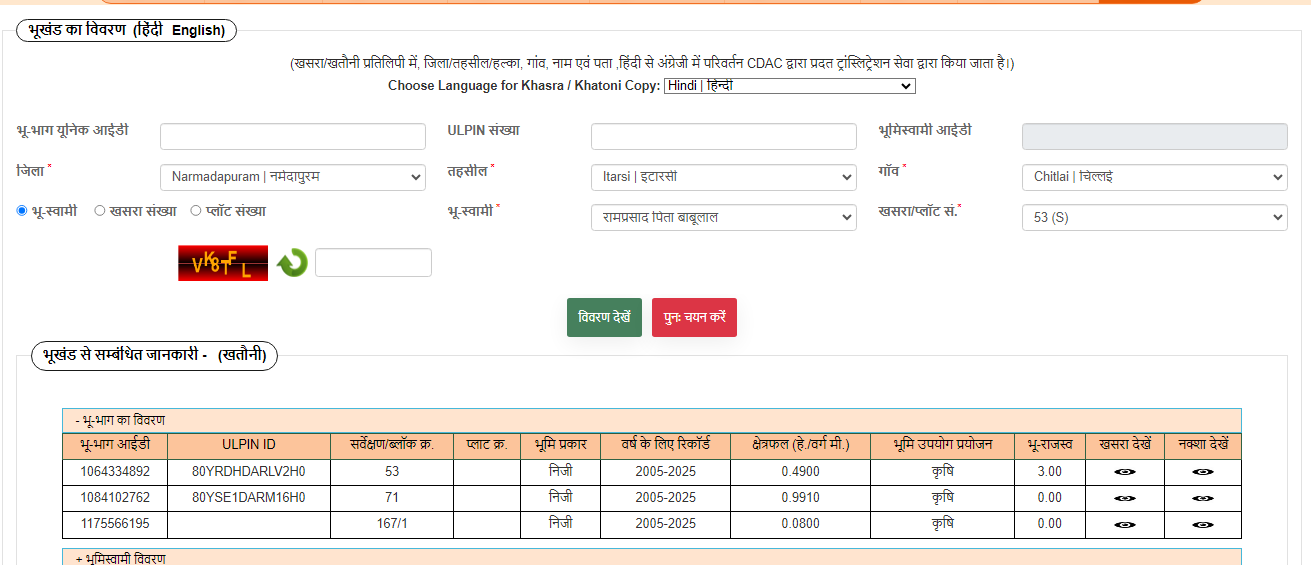 भूखंड का विवरण (हिंदी English)
(खसरा/खतौनी प्रतिलिपी में, जिला/तहसील/हल्का, गांव, नाम एवं पता ,हिंदी से अंग्रेजी में परिवर्तन CDAC द्वारा प्रदत ट्रांस्लिट्रेशन सेवा द्वारा किया जाता है।)
Choose Language for Khasra / Khatoni Copy: Hindi | हिन्दी
भू-भाग यूनिक आईडी ULPIN संख्या भूमिस्वामी आईडी
जिला * Narmadapuram | नर्मदापुरम तहसील * Itarsi | इटारसी गाँव * Chitlai | चिल्लई
भू-स्वामी खसरा संख्या प्लॉट संख्या भू-स्वामी * रामप्रसाद पिता बाबूलाल खसरा/प्लॉट सं.* 53 (S)
VK8TFL
विवरण देखें पुनः चयन करें
भूखंड से सम्बंधित जानकारी - (खतौनी)
- भू-भाग का विवरण
भू-भाग आईडी ULPIN ID सर्वेक्षण/ब्लॉक क्र. प्लाट क्र. भूमि प्रकार वर्ष के लिए रिकॉर्ड क्षेत्रफल (हे./वर्ग मी.) भूमि उपयोग प्रयोजन भू-राजस्व खसरा देखें नक्शा देखें
1064334892 80YRDHDARLV2H0 53 निजी 2005-2025 0.4900 कृषि 3.00
1084102762 80YSE1DARM16H0 71 निजी 2005-2025 0.9910 कृषि 0.00
1175566195 167/1 निजी 2005-2025 0.0800 कृषि 0.00
+ भूमिस्वामी विवरण